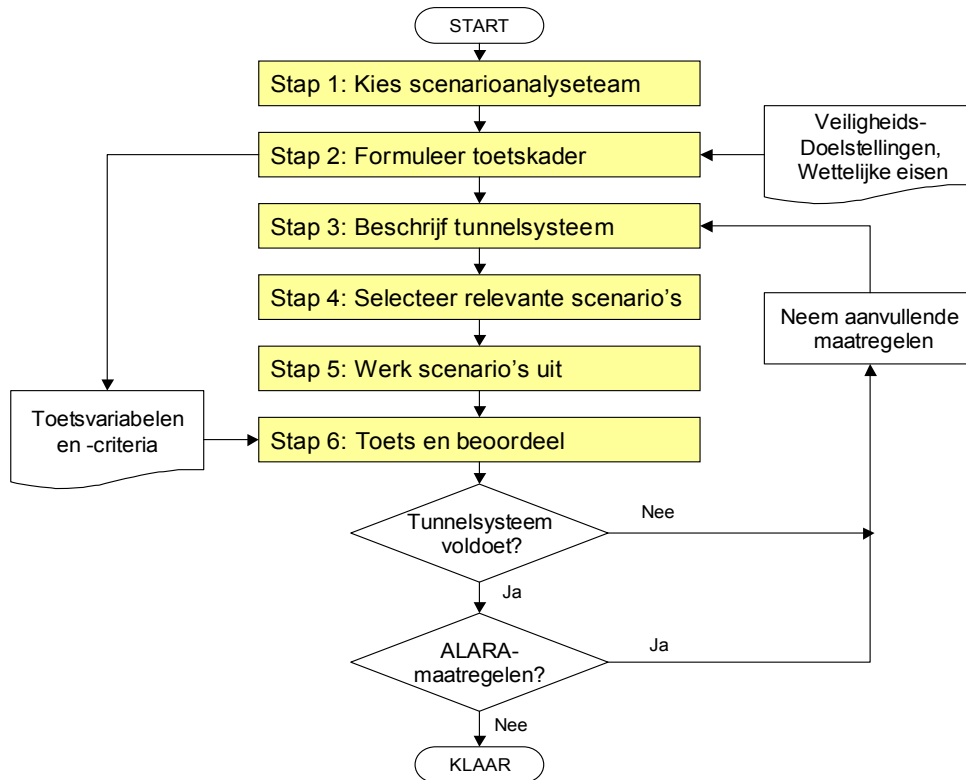 START
Stap 1: Kies scenarioanalyseteam
Veiligheids-
Doelstellingen,
Wettelijke eisen
Stap 2: Formuleer toetskader
Stap 3: Beschrijf tunnelsysteem
Stap 4: Selecteer relevante scenario's
Neem aanvullende
maatregelen
Stap 5: Werk scenario's uit
Toetsvariabelen
en -criteria
Stap 6: Toets en beoordeel
Tunnelsysteem
voldoet?
Nee
Ja
ALARA-
maatregelen?
Ja
Nee
KLAAR